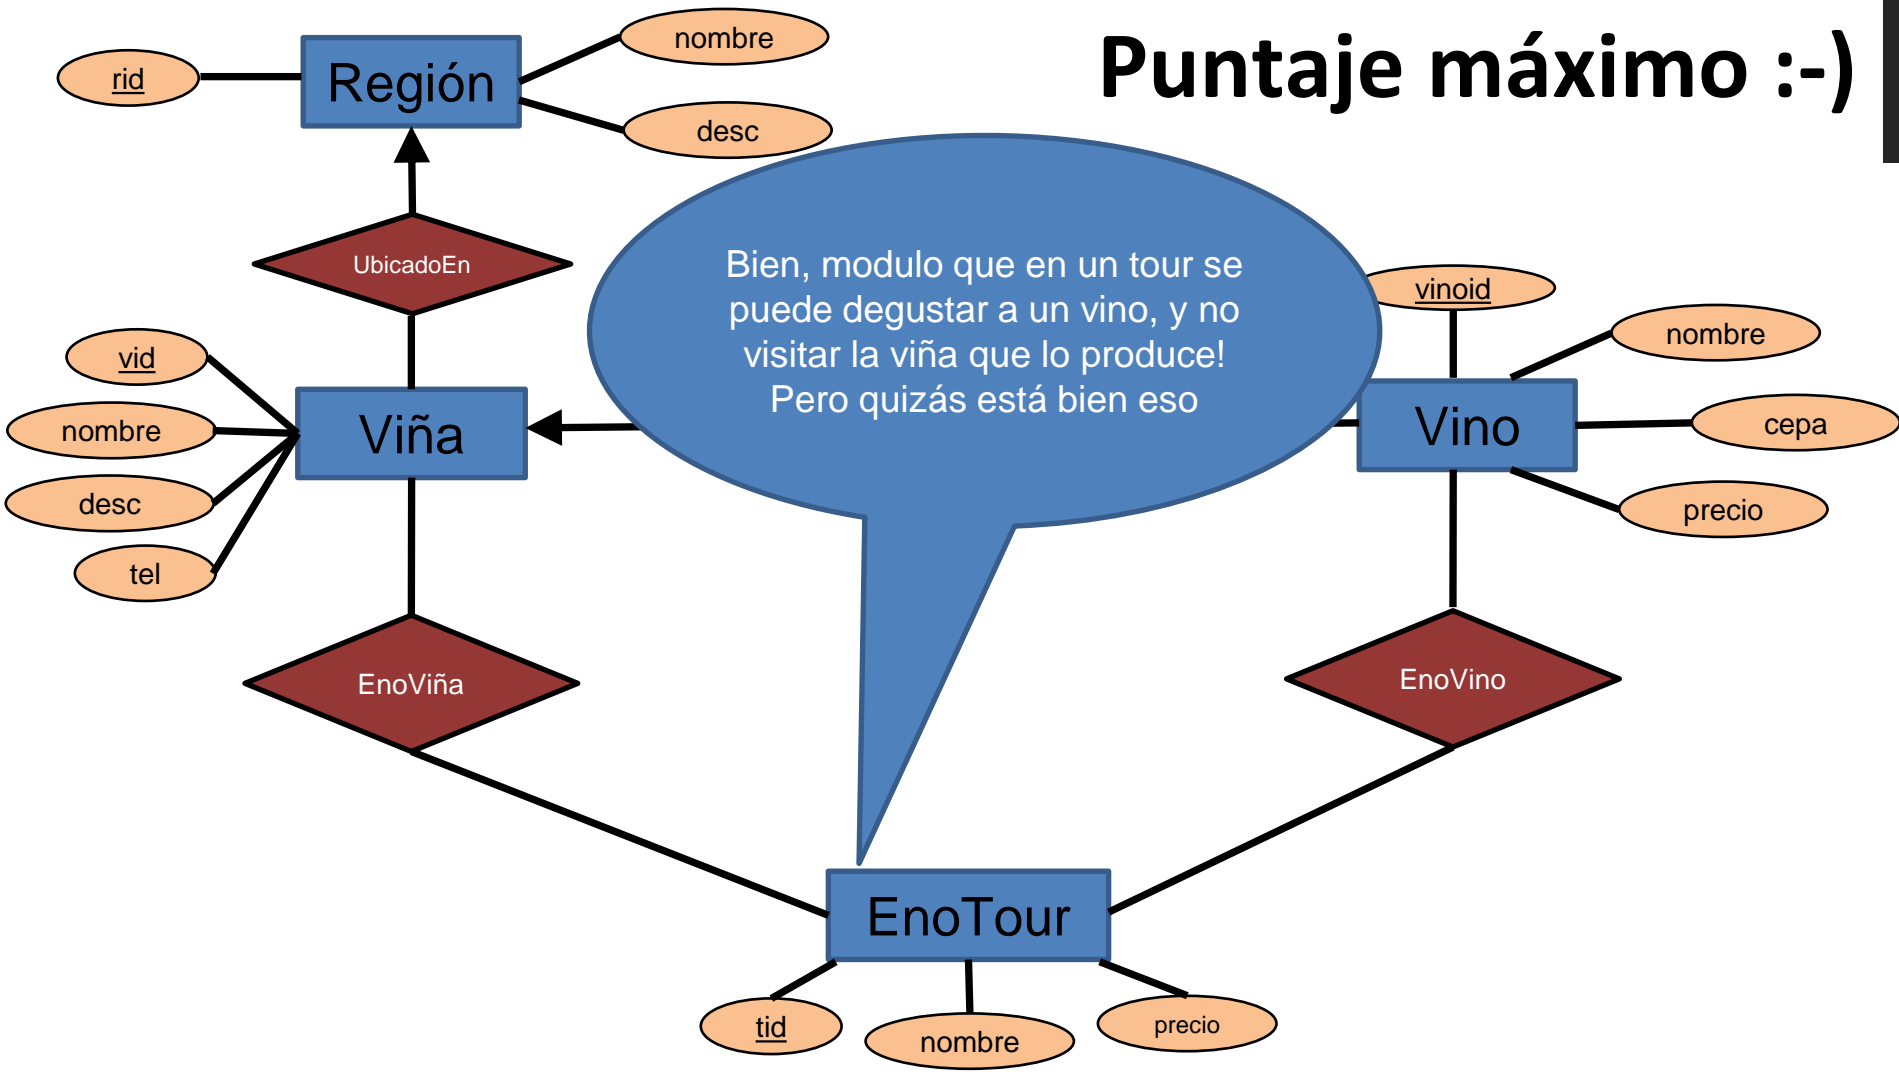 Puntaje máximo :-)
nombre
rid
Región
desc
UbicadoEn
Bien, modulo que en un tour se
puede degustar a un vino, y no
visitar la viña que lo produce!
Pero quizás está bien eso
vinoid
nombre
vid
nombre
Viña
Vino
cepa
desc
precio
tel
EnoViña
EnoVino
EnoTour
tid
nombre
precio